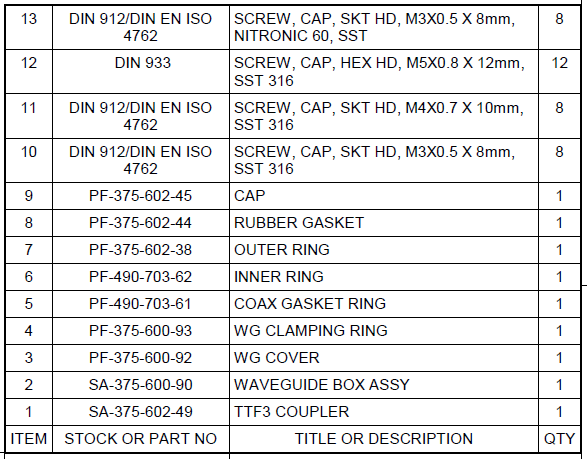 13 DIN 912/DIN EN ISO 4762 SCREW, CAP, SKT HD, M3X0.5 X 8mm, NITRONIC 60, SST 8
12 DIN 933 SCREW, CAP, HEX HD, M5X0.8 X 12mm, SST 316 12
11 DIN 912/DIN EN ISO 4762 SCREW, CAP, SKT HD, M4X0.7 X 10mm, SST 316 8
10 DIN 912/DIN EN ISO 4762 SCREW, CAP, SKT HD, M3X0.5 X 8mm, SST 316 8
9 PF-375-602-45 CAP 1
8 PF-375-602-44 RUBBER GASKET 1
7 PF-375-602-38 OUTER RING 1
6 PF-490-703-62 INNER RING 1
5 PF-490-703-61 COAX GASKET RING 1
4 PF-375-600-93 WG CLAMPING RING 1
3 PF-375-600-92 WG COVER 1
2 SA-375-600-90 WAVEGUIDE BOX ASSY 1
1 SA-375-602-49 TTF3 COUPLER 1
ITEM STOCK OR PART NO TITLE OR DESCRIPTION QTY